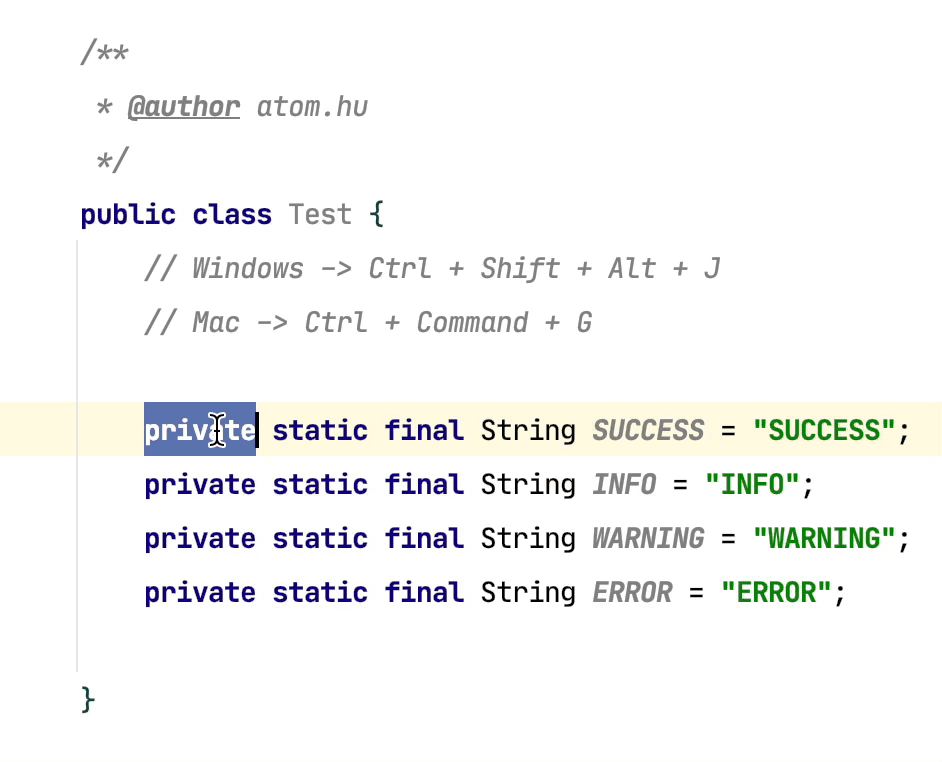 /**
 * @author atom.hu
 */
public class Test {
    // Windows -> Ctrl + Shift + Alt + J
    // Mac -> Ctrl + Command + G
    private static final String SUCCESS = "SUCCESS";
    private static final String INFO = "INFO";
    private static final String WARNING = "WARNING";
    private static final String ERROR = "ERROR";
}